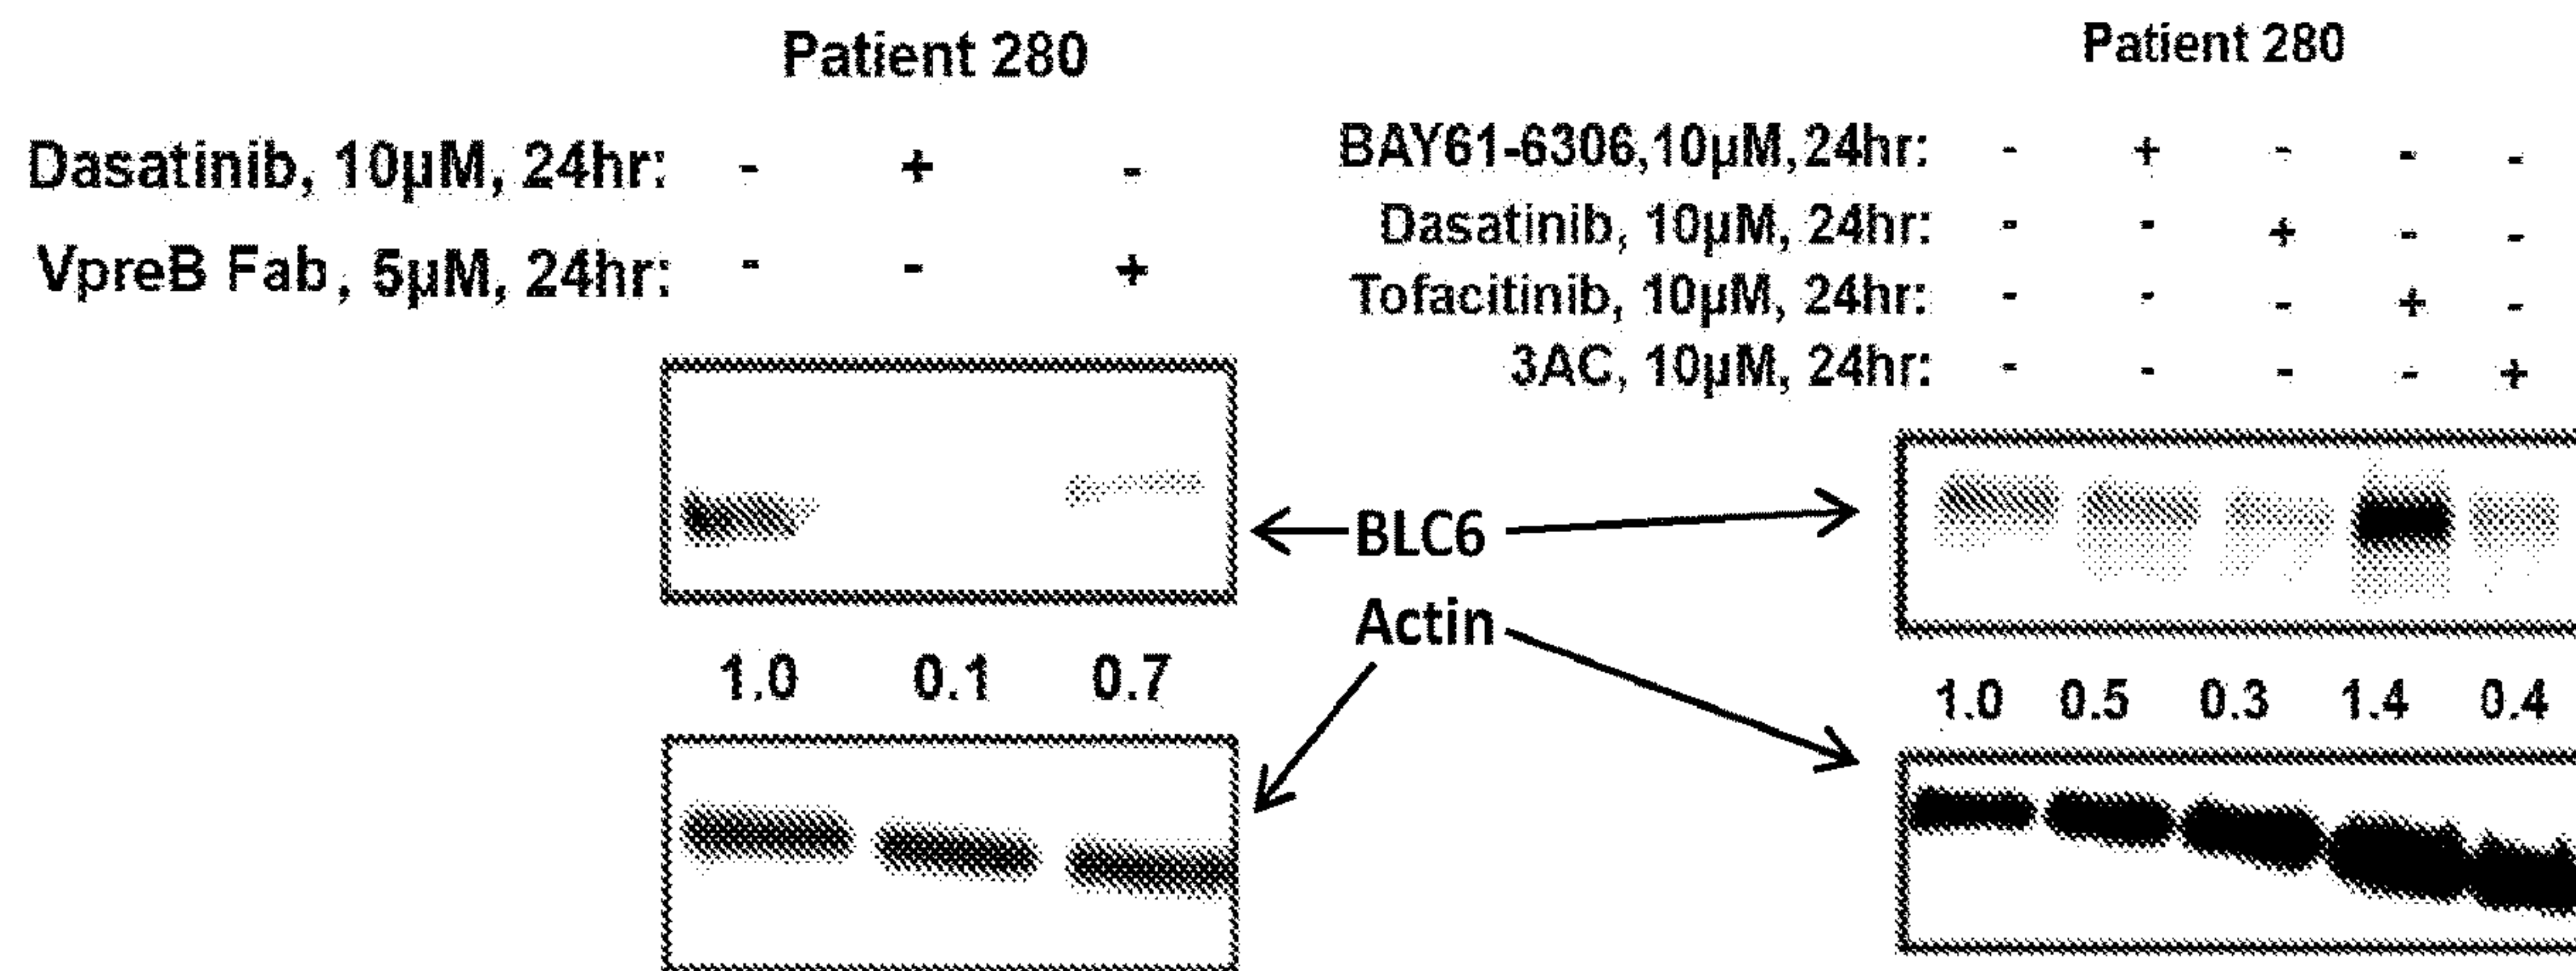 Patient 280
Dasatinib, 10µM, 24hr: - + -
VpreB Fab, 5µM, 24hr: - - +
1.0 0.1 0.7
BLC6
Actin
Patient 280
BAY61-6306,10µM,24hr: - + - - -
Dasatinib, 10µM, 24hr: - - + - -
Tofacitinib, 10µM, 24hr: - - - + -
3AC, 10µM, 24hr: - - - - +
1.0 0.5 0.3 1.4 0.4